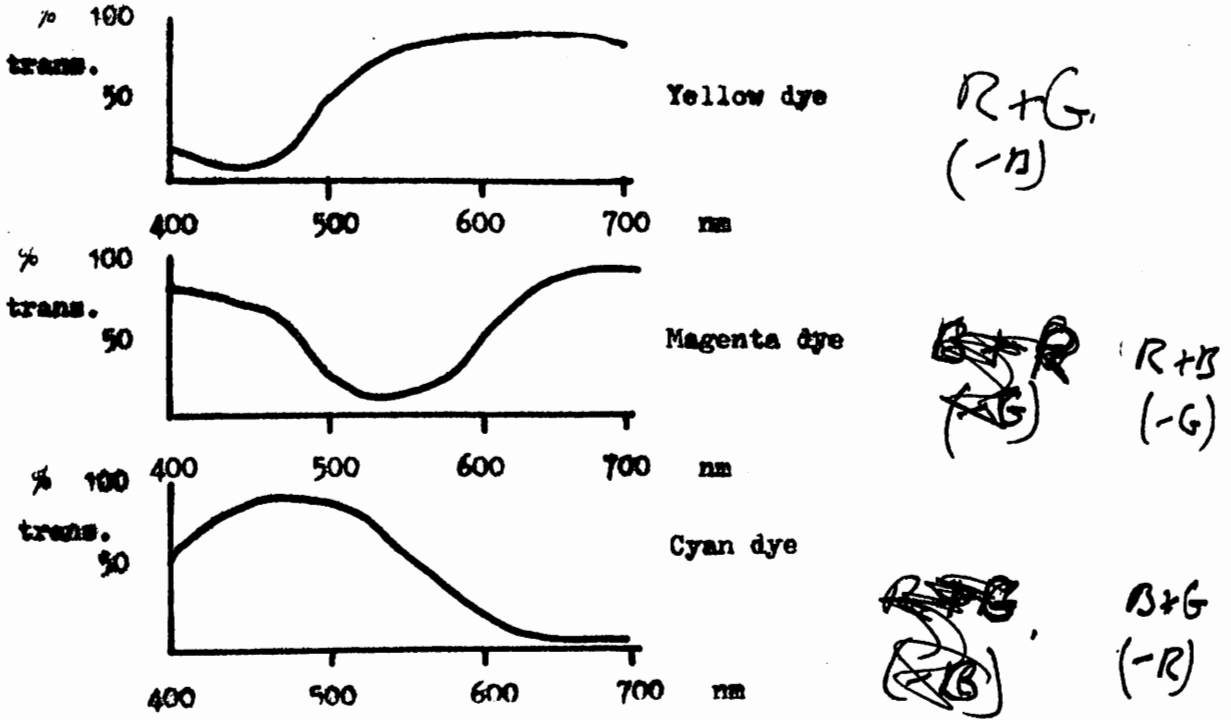 % 100
trans.
50
Yellow dye
R+G.
(-B)
400 500 600 700 nm
% 100
trans.
50
Magenta dye
B + R
(-G)
R+B
(-G)
400 500 600 700 nm
% 100
trans.
50
Cyan dye
R + G
(-B)
B+G
(-R)
400 500 600 700 nm